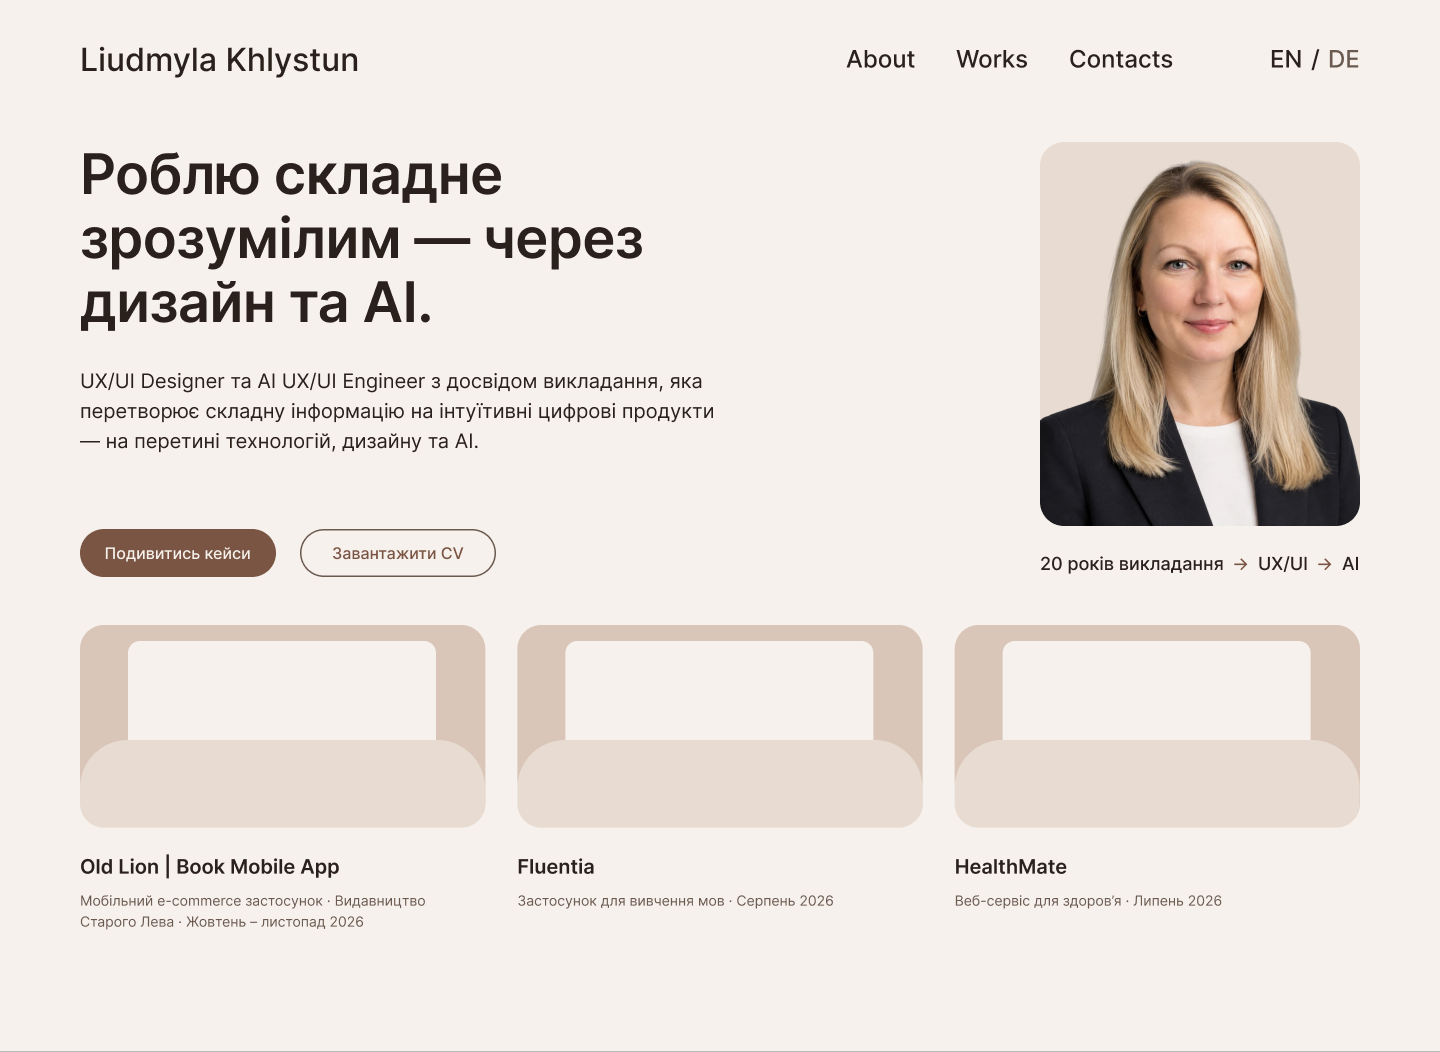 Liudmyla Khlystun
About Works Contacts EN / DE
Роблю складне
зрозумілим — через
дизайн та AI.
UX/UI Designer та AI UX/UI Engineer з досвідом викладання, яка
перетворює складну інформацію на інтуїтивні цифрові продукти
— на перетині технологій, дизайну та AI.
Подивитись кейси
Завантажити CV
20 років викладання → UX/UI → AI
Old Lion | Book Mobile App
Мобільний e-commerce застосунок · Видавництво
Старого Лева · Жовтень – листопад 2026
Fluentia
Застосунок для вивчення мов · Серпень 2026
HealthMate
Веб-сервіс для здоров’я · Липень 2026